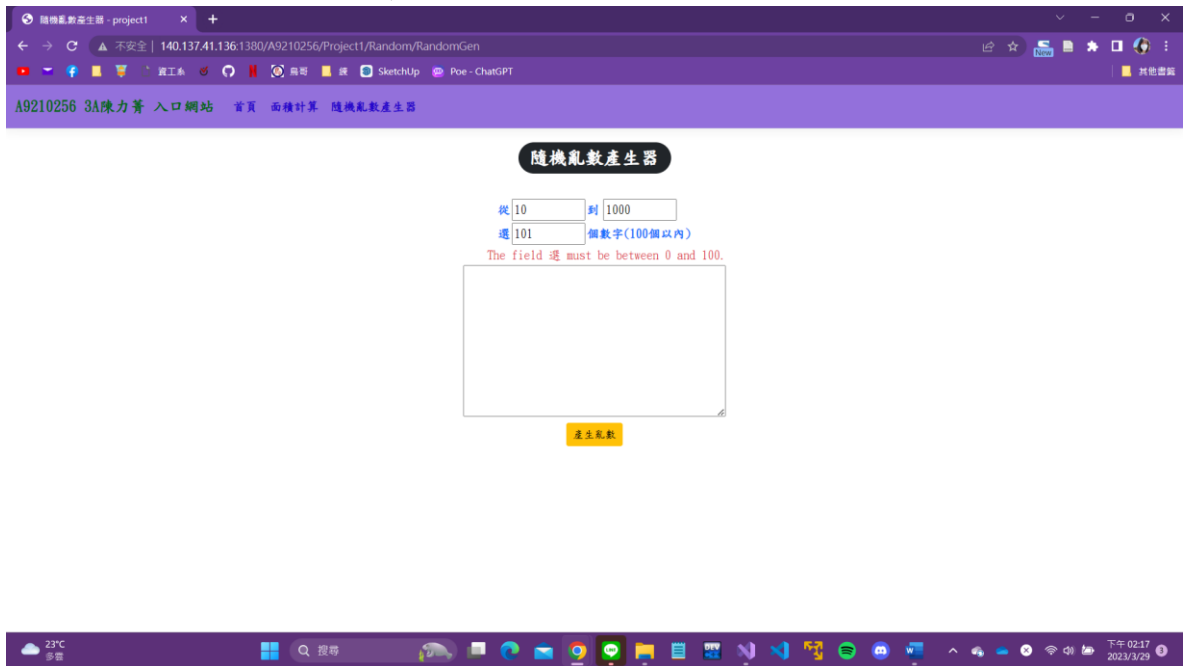 隨機亂數產生器 - project1
不安全 | 140.137.41.136:1380/A9210256/Project1/Random/RandomGen
New
資工系 鳥哥 課 SketchUp Poe - ChatGPT 其他書籤
A9210256 3A陳力菁 入口網站 首頁 面積計算 隨機亂數產生器
隨機亂數產生器
從 10 到 1000
選 101 個數字(100個以內)
The field 選 must be between 0 and 100.
產生亂數
23°C
多雲
搜尋
下午 02:17
2023/3/29